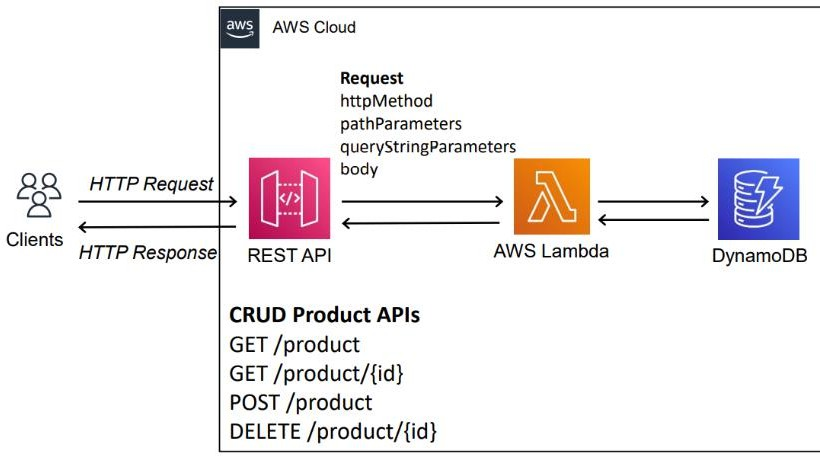 aws
AWS Cloud
Request
httpMethod
pathParameters
queryStringParameters
body
HTTP Request
HTTP Response
Clients
</>
REST API
AWS Lambda
DynamoDB
CRUD Product APIs
GET /product
GET /product/{id}
POST /product
DELETE /product/{id}